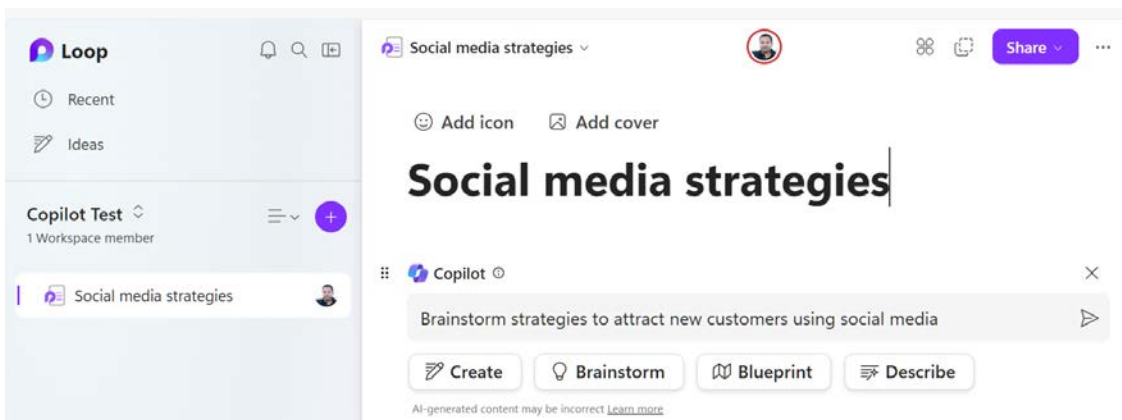 Loop
Recent
Ideas
Copilot Test
1 Workspace member
Social media strategies
Social media strategies
Share
Add icon
Add cover
Social media strategies
Copilot
Brainstorm strategies to attract new customers using social media
Create
Brainstorm
Blueprint
Describe
AI-generated content may be incorrect Learn more